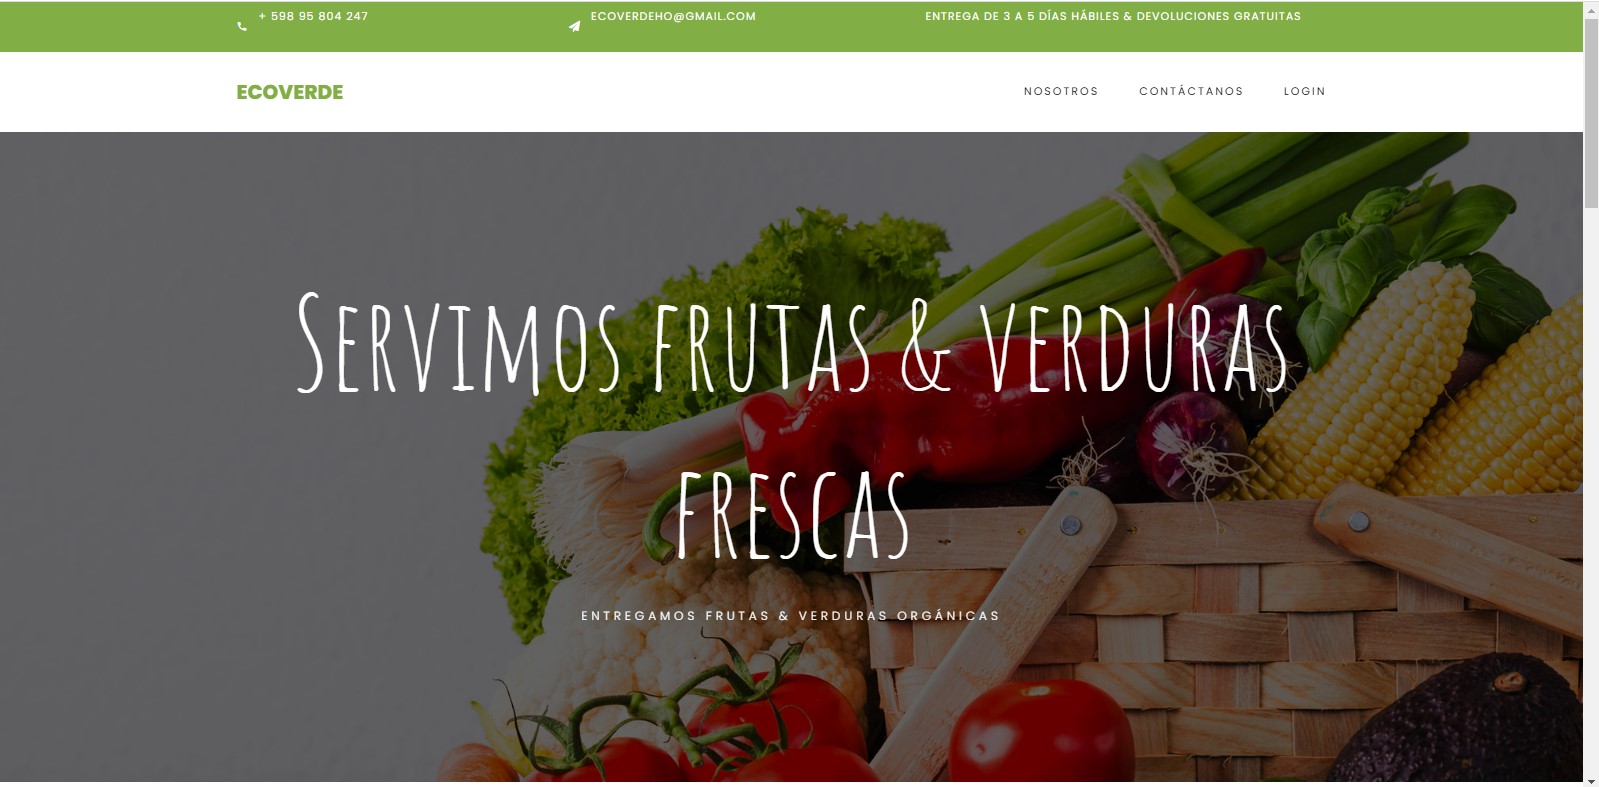 + 598 95 804 247
ECOVERDEHO@GMAIL.COM
ENTREGA DE 3 A 5 DÍAS HÁBILES & DEVOLUCIONES GRATUITAS
ECOVERDE
NOSOTROS
CONTÁCTANOS
LOGIN
SERVIMOS FRUTAS & VERDURAS
FRESCAS
ENTREGAMOS FRUTAS & VERDURAS ORGÁNICAS